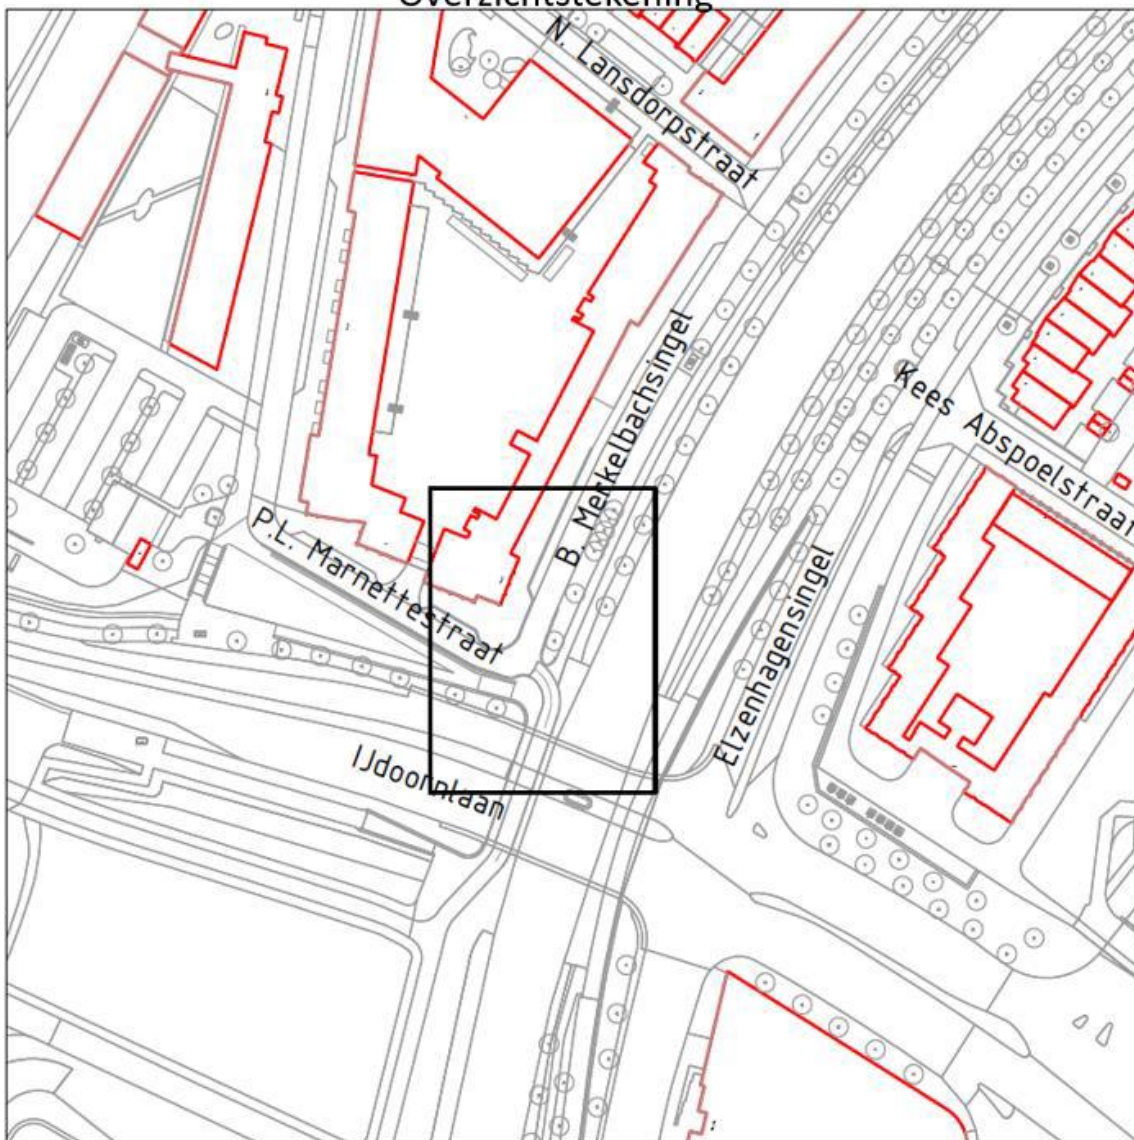 Overzichtstekening
N. Lansdorpstraat
B. Merkelbachsingel
Kees Abspoelstraat
P.L. Marnettestraat
Elzenhagensingel
IJdoornlaan